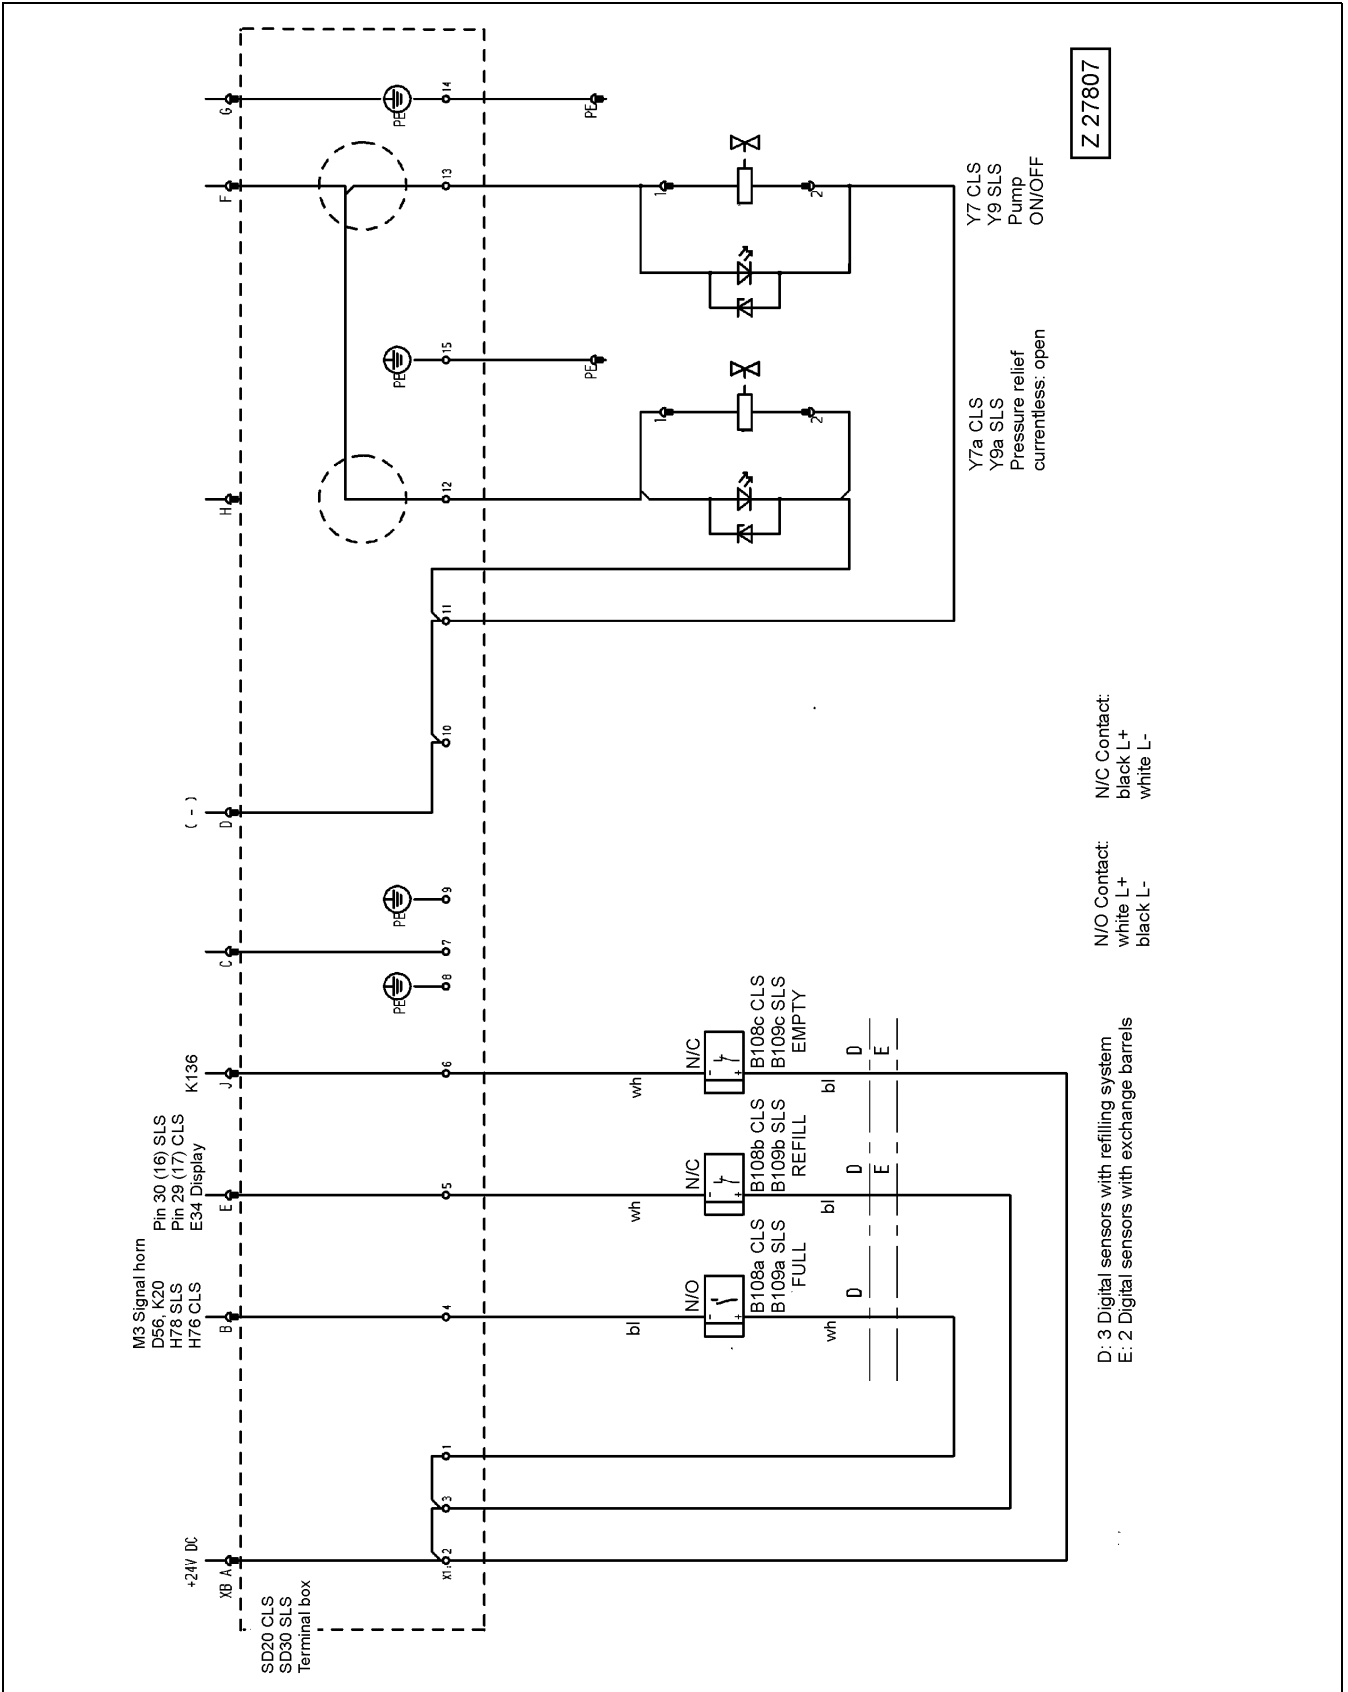 +24V DC
XB A
M3 Signal horn
D56, K20
H78 SLS
H76 CLS
B
Pin 30 (16) SLS
Pin 29 (17) CLS
E34 Display
E
K136
J
C
( - )
D
H
F
G
SD20 CLS
SD30 SLS
Terminal box
X1:2
3
1
4
5
6
PE
8
7
PE
9
10
11
12
PE
15
13
PE
14
bl
wh
wh
PE
PE
N/O
-
+
N/C
-
+
N/C
-
+
1
2
1
2
B108a CLS
B109a SLS
FULL
B108b CLS
B109b SLS
REFILL
B108c CLS
B109c SLS
EMPTY
wh
bl
bl
D
D
E
D
E
Y7a CLS
Y9a SLS
Pressure relief
currentless: open
Y7 CLS
Y9 SLS
Pump
ON/OFF
D: 3 Digital sensors with refilling system
E: 2 Digital sensors with exchange barrels
N/O Contact:
white L+
black L-
N/C Contact:
black L+
white L-
Z 27807